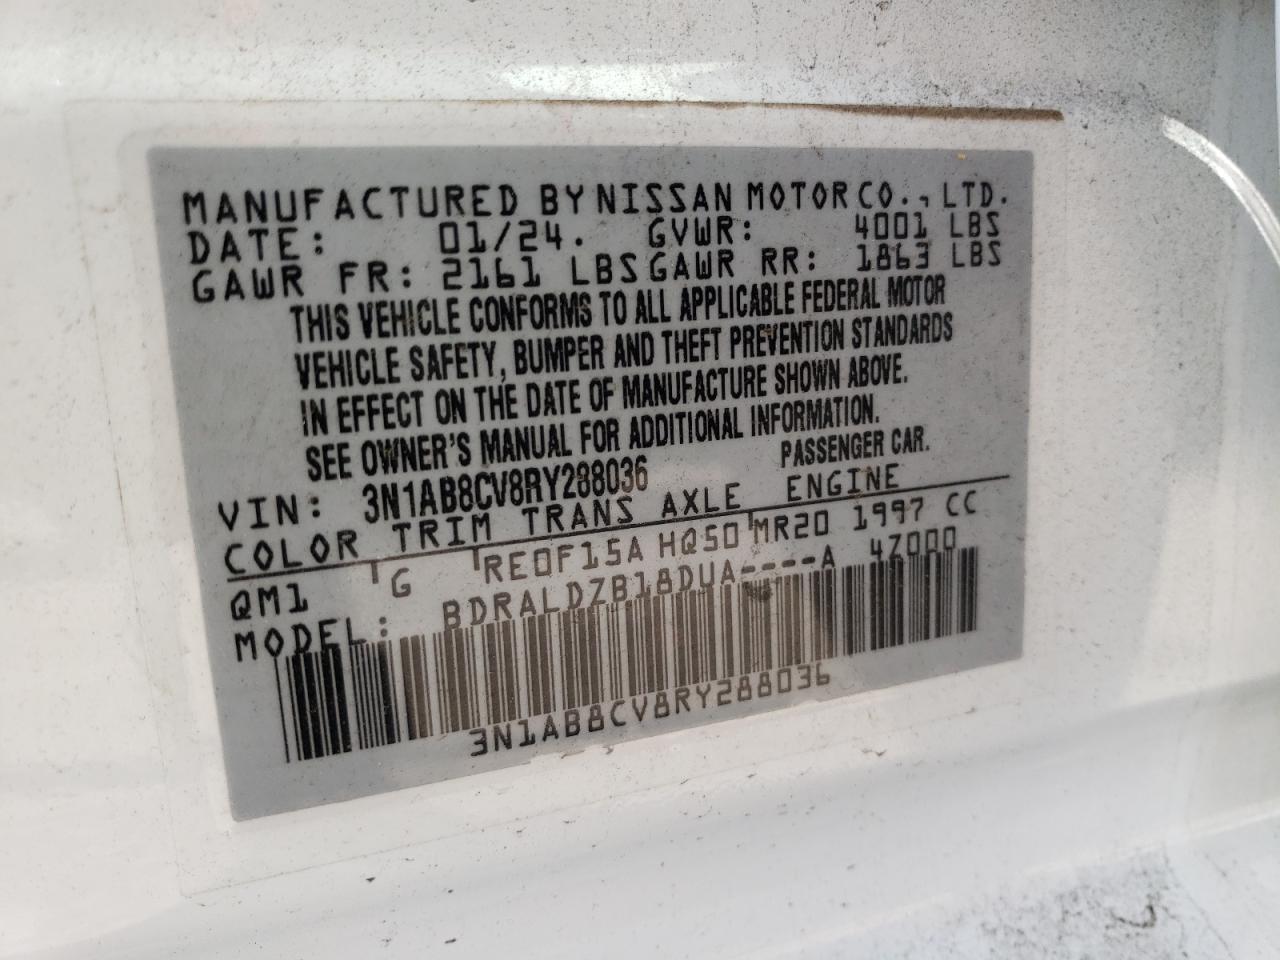 MANUFACTURED BY NISSAN MOTOR CO., LTD.
DATE: 01/24. GVWR: 4001 LBS
GAWR FR: 2161 LBS GAWR RR: 1863 LBS
THIS VEHICLE CONFORMS TO ALL APPLICABLE FEDERAL MOTOR
VEHICLE SAFETY, BUMPER AND THEFT PREVENTION STANDARDS
IN EFFECT ON THE DATE OF MANUFACTURE SHOWN ABOVE.
SEE OWNER'S MANUAL FOR ADDITIONAL INFORMATION.
VIN: 3N1AB8CV8RY288036 PASSENGER CAR.
COLOR TRIM TRANS AXLE ENGINE
QM1 G RE0F15A HQ50 MR20 1997 CC
MODEL: BDRALDZB18DUA----A 4Z000
3N1AB8CV8RY288036